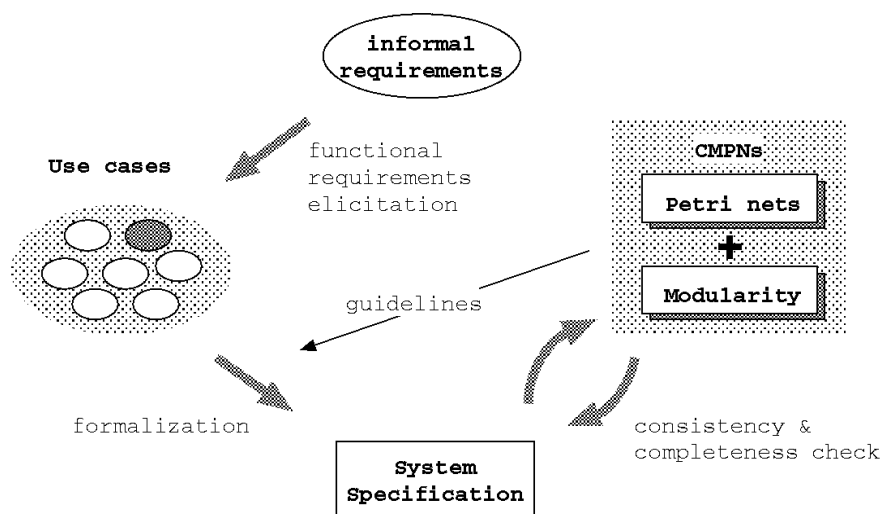 informal
requirements
Use cases
functional
requirements
elicitation
CMPNs
Petri nets
+
Modularity
guidelines
formalization
consistency &
completeness check
System
Specification